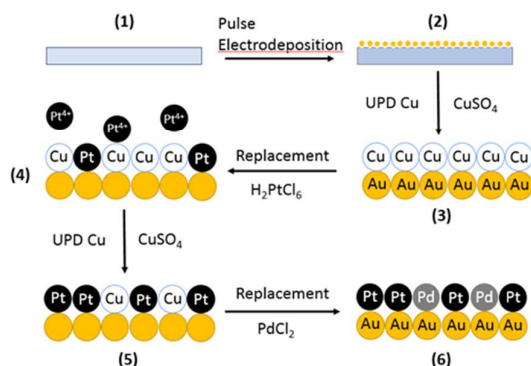 (1)
Pulse
Electrodeposition
(2)
UPD Cu CuSO4
Pt4+ Pt4+ Pt4+
Cu Pt Cu Cu Cu Pt
(4)
Replacement
H2PtCl6
Cu Cu Cu Cu Cu Cu
Au Au Au Au Au Au
(3)
UPD Cu CuSO4
Pt Pt Cu Pt Cu Pt
(5)
Replacement
PdCl2
Pt Pt Pd Pt Pd Pt
Au Au Au Au Au Au
(6)